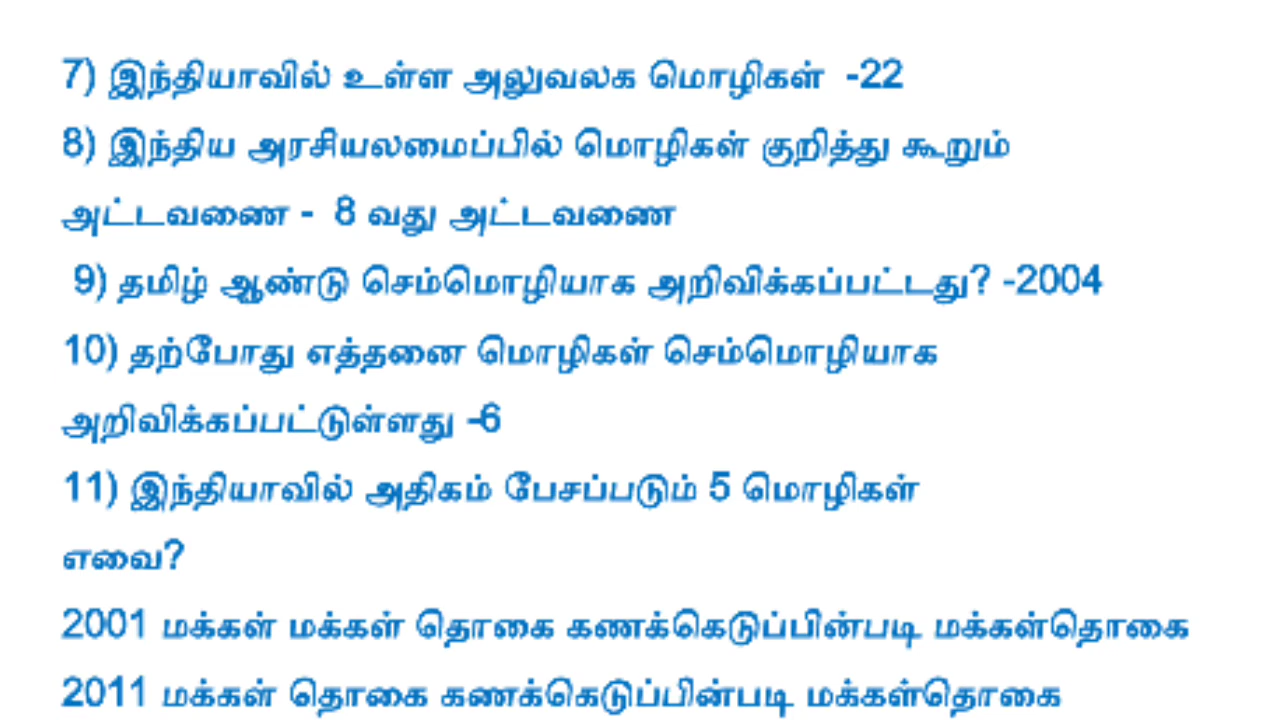 7) இந்தியாவில் உள்ள அலுவலக மொழிகள் -22
8) இந்திய அரசியலமைப்பில் மொழிகள் குறித்து கூறும்
அட்டவணை - 8 வது அட்டவணை
9) தமிழ் ஆண்டு செம்மொழியாக அறிவிக்கப்பட்டது? -2004
10) தற்போது எத்தனை மொழிகள் செம்மொழியாக
அறிவிக்கப்பட்டுள்ளது -6
11) இந்தியாவில் அதிகம் பேசப்படும் 5 மொழிகள்
எவை?
2001 மக்கள் மக்கள் தொகை கணக்கெடுப்பின்படி மக்கள்தொகை
2011 மக்கள் தொகை கணக்கெடுப்பின்படி மக்கள்தொகை